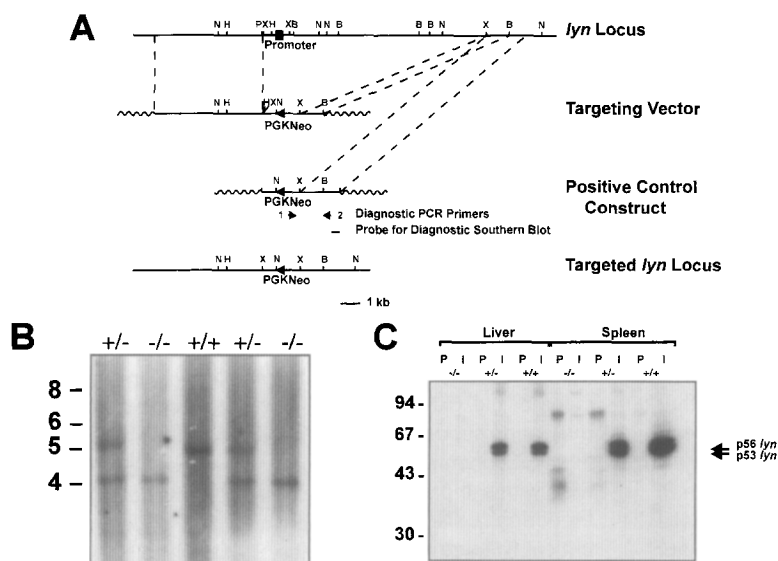 A
N H P X H X B N N B B B N X B N
lyn Locus
Promoter
N H H X N X B
Targeting Vector
PGKNeo
N X B
Positive Control
Construct
PGKNeo
1 2 Diagnostic PCR Primers
Probe for Diagnostic Southern Blot
N H X N X B N
Targeted lyn Locus
PGKNeo
1 kb
B
+/- -/- +/+ +/- -/-
8 -
6 -
5 -
4 -
C
Liver Spleen
P I P I P I P I P I P I
-/- +/- +/+ -/- +/- +/+
94 -
67 -
43 -
30 -
p56 lyn
p53 lyn